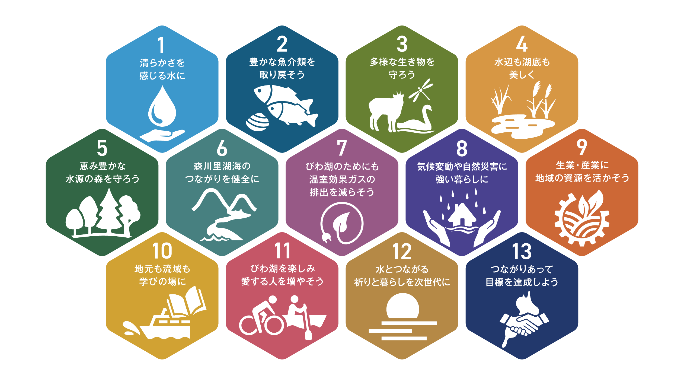 1
清らかさを
感じる水に
2
豊かな魚介類を
取り戻そう
3
多様な生き物を
守ろう
4
水辺も湖底も
美しく
5
恵み豊かな
水源の森を守ろう
6
森川里湖海の
つながりを健全に
7
びわ湖のためにも
温室効果ガスの
排出を減らそう
8
気候変動や自然災害に
強い暮らしに
9
生業・産業に
地域の資源を活かそう
10
地元も流域も
学びの場に
11
びわ湖を楽しみ
愛する人を増やそう
12
水とつながる
祈りと暮らしを次世代に
13
つながりあって
目標を達成しよう